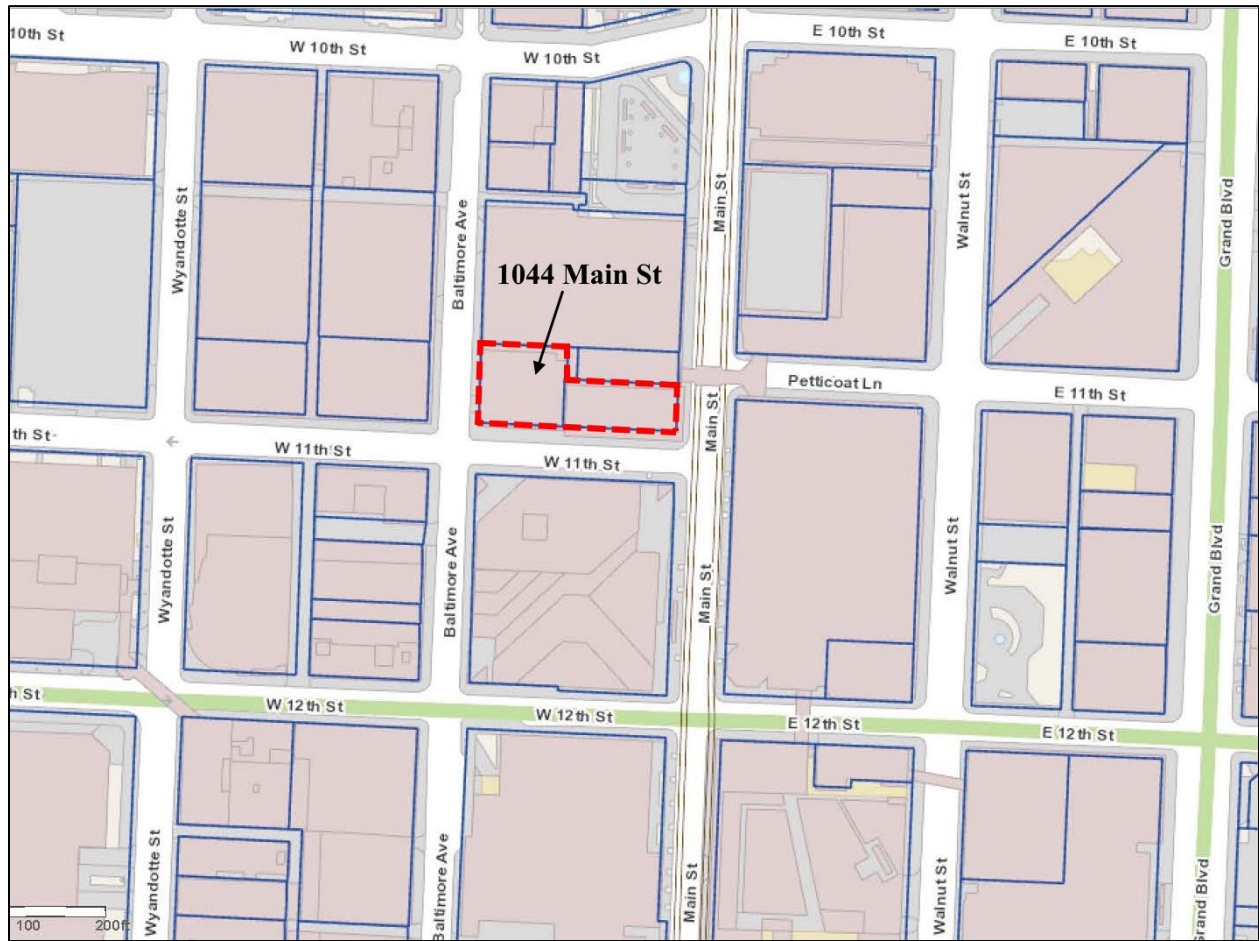 10th St
W 10th St
W 10th St
E 10th St
E 10th St
Wyandotte St
Baltimore Ave
Main St
Walnut St
Grand Blvd
1044 Main St
Petticoat Ln
E 11th St
th St
W 11th St
W 11th St
Main St
Main St
Wyandotte St
Baltimore Ave
Walnut St
Grand Blvd
h St
W 12th St
W 12th St
E 12th St
E 12th St
Wyandotte St
Baltimore Ave
Main St
Walnut St
Grand Blvd
100 200ft